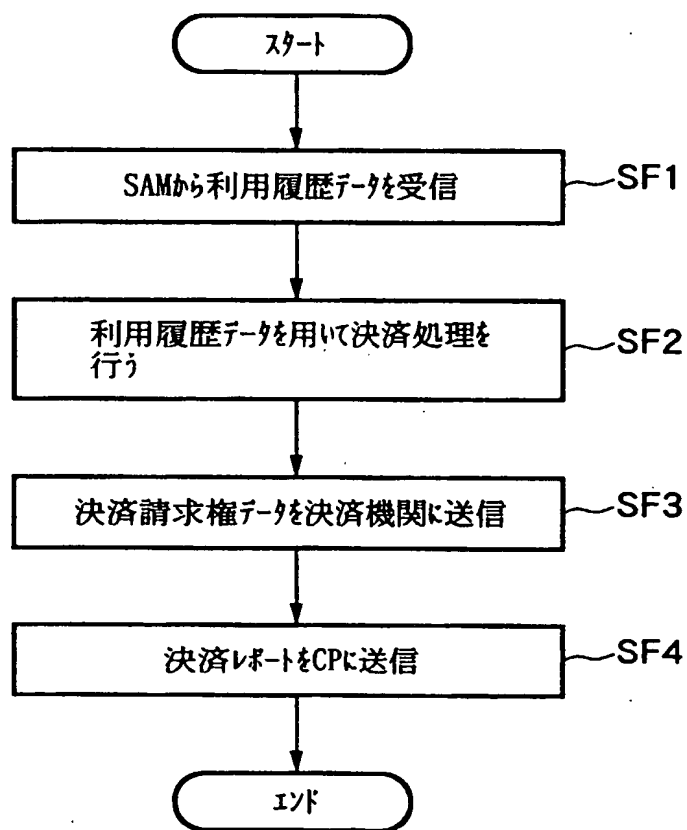 スタート
SAMから利用履歴データを受信
SF1
利用履歴データを用いて決済処理を
行う
SF2
決済請求権データを決済機関に送信
SF3
決済レポートをCPに送信
SF4
エンド